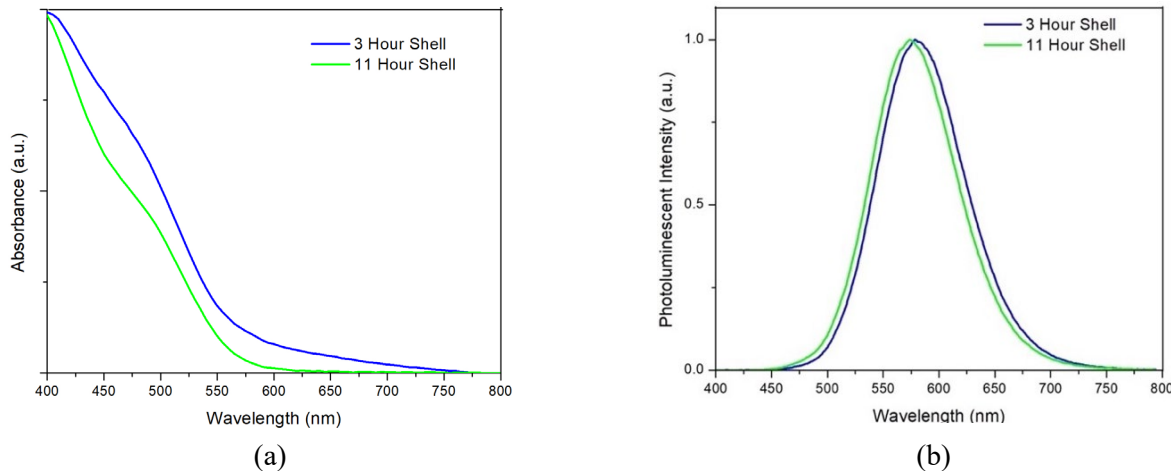 3 Hour Shell
11 Hour Shell
Absorbance (a.u.)
400 450 500 550 600 650 700 750 800
Wavelength (nm)
(a)
3 Hour Shell
11 Hour Shell
Photoluminescent Intensity (a.u.)
1.0
0.5
0.0
400 450 500 550 600 650 700 750 800
Wavelength (nm)
(b)